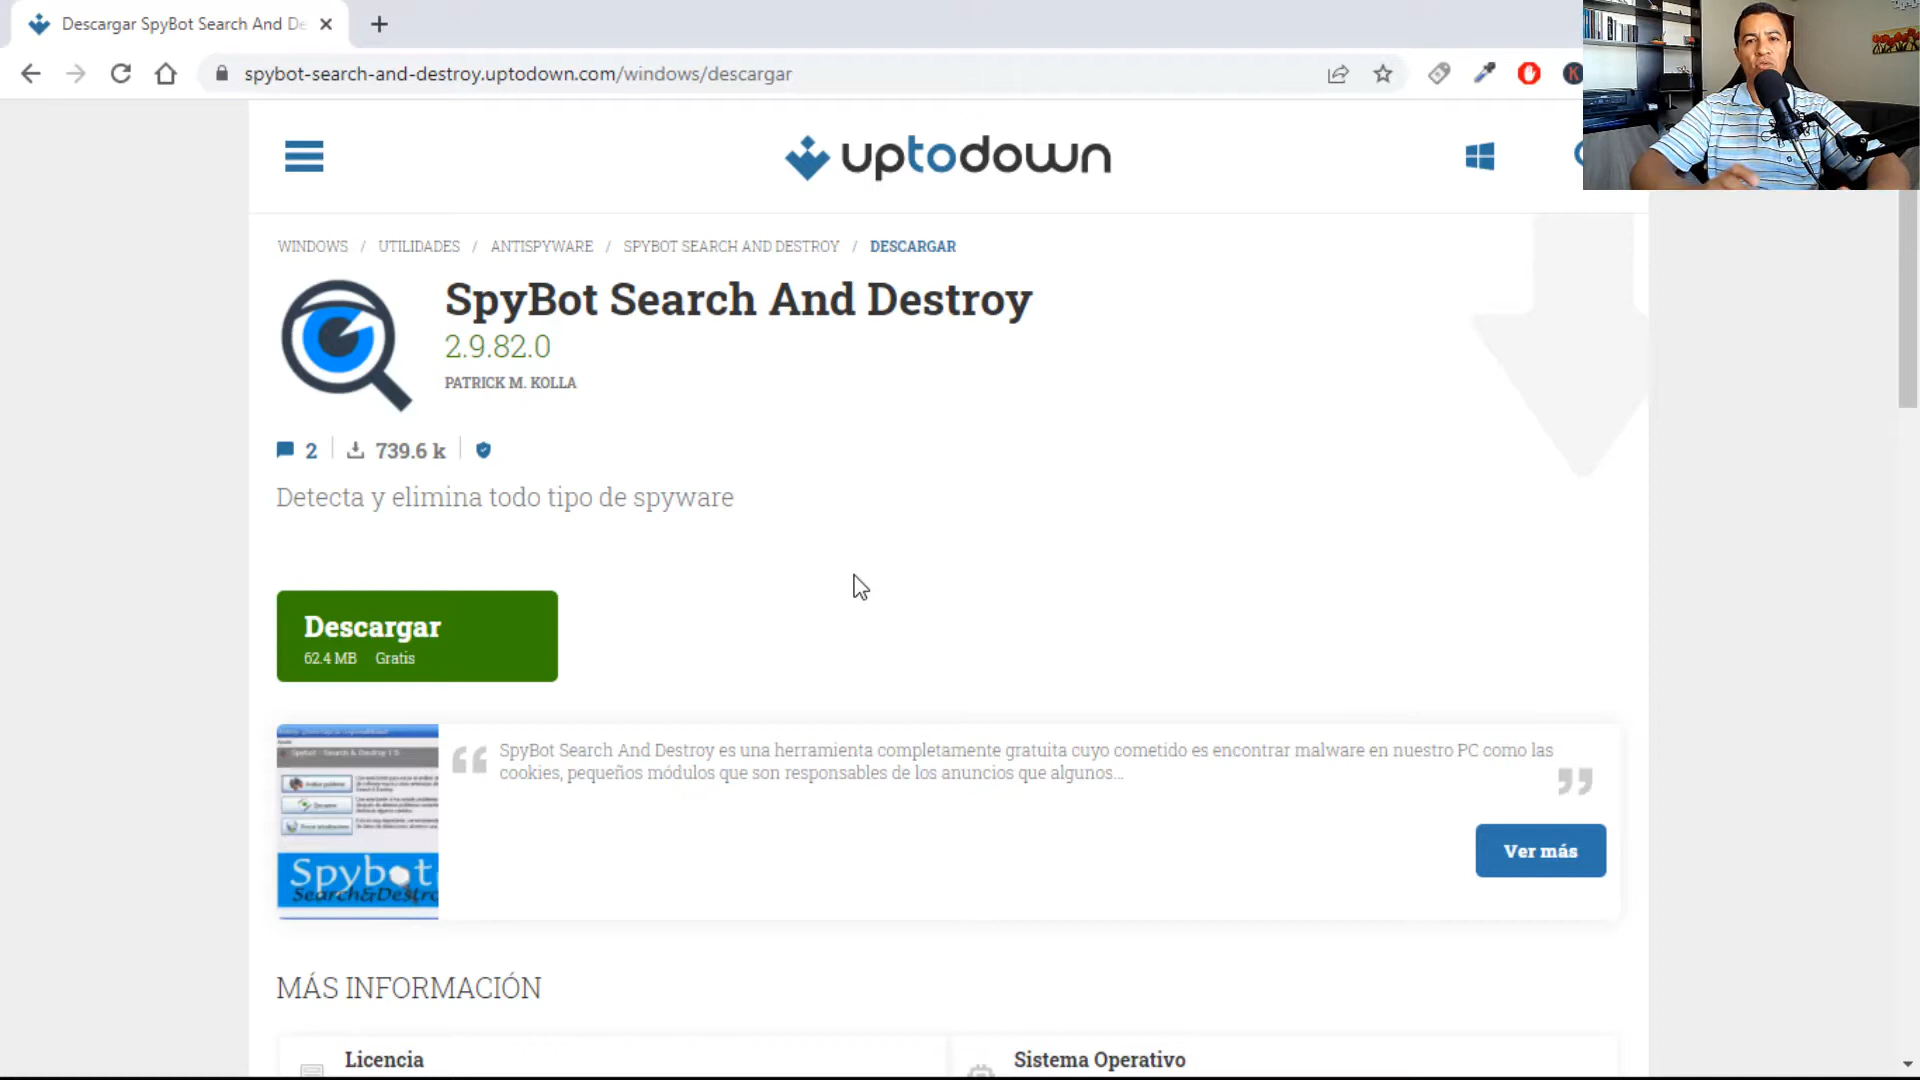 Descargar SpyBot Search And De
spybot-search-and-destroy.uptodown.com/windows/descargar
uptodown
WINDOWS / UTILIDADES / ANTISPYWARE / SPYBOT SEARCH AND DESTROY / DESCARGAR
SpyBot Search And Destroy
2.9.82.0
PATRICK M. KOLLA
2 739.6 k
Detecta y elimina todo tipo de spyware
Descargar
62.4 MB Gratis
SpyBot Search And Destroy es una herramienta completamente gratuita cuyo cometido es encontrar malware en nuestro PC como las
cookies, pequeños módulos que son responsables de los anuncios que algunos...
Spybot
Search&Destro
Ver más
MÁS INFORMACIÓN
Licencia
Sistema Operativo